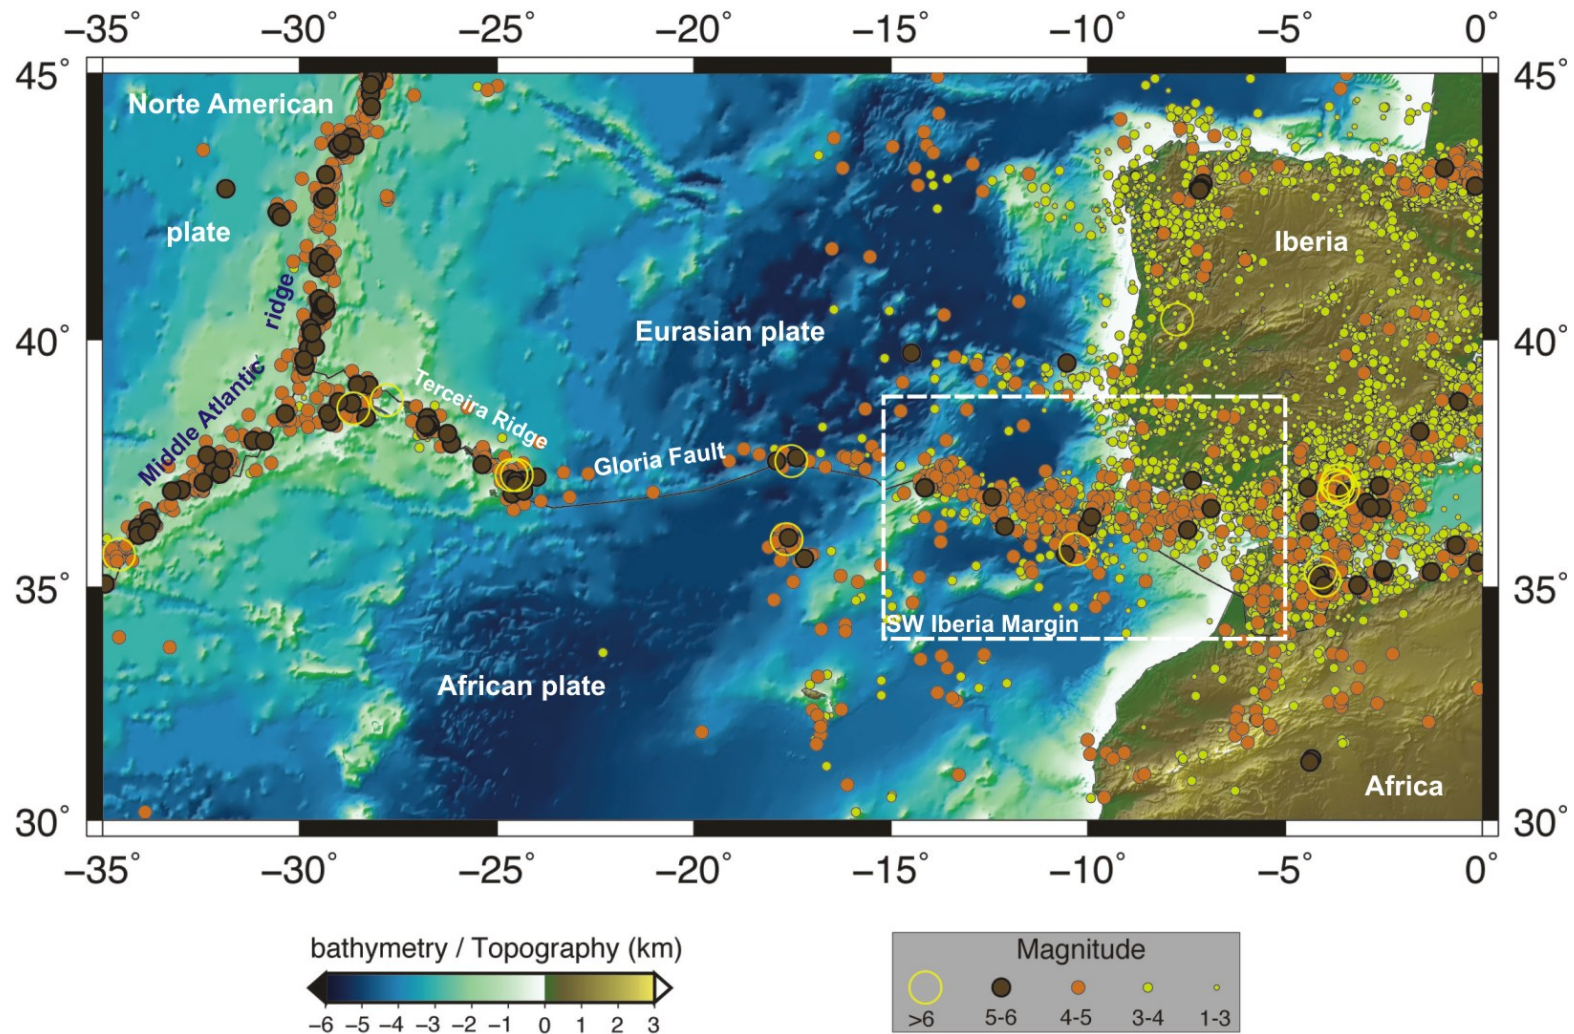 −35° −30° −25° −20° −15° −10° −5° 0°
45° 45°
Norte American
plate
Iberia
ridge
Eurasian plate
40° 40°
Middle Atlantic
Terceira Ridge
Gloria Fault
35° 35°
SW Iberia Margin
African plate
Africa
30° 30°
−35° −30° −25° −20° −15° −10° −5° 0°
bathymetry / Topography (km)
−6 −5 −4 −3 −2 −1 0 1 2 3
Magnitude
>6 5-6 4-5 3-4 1-3